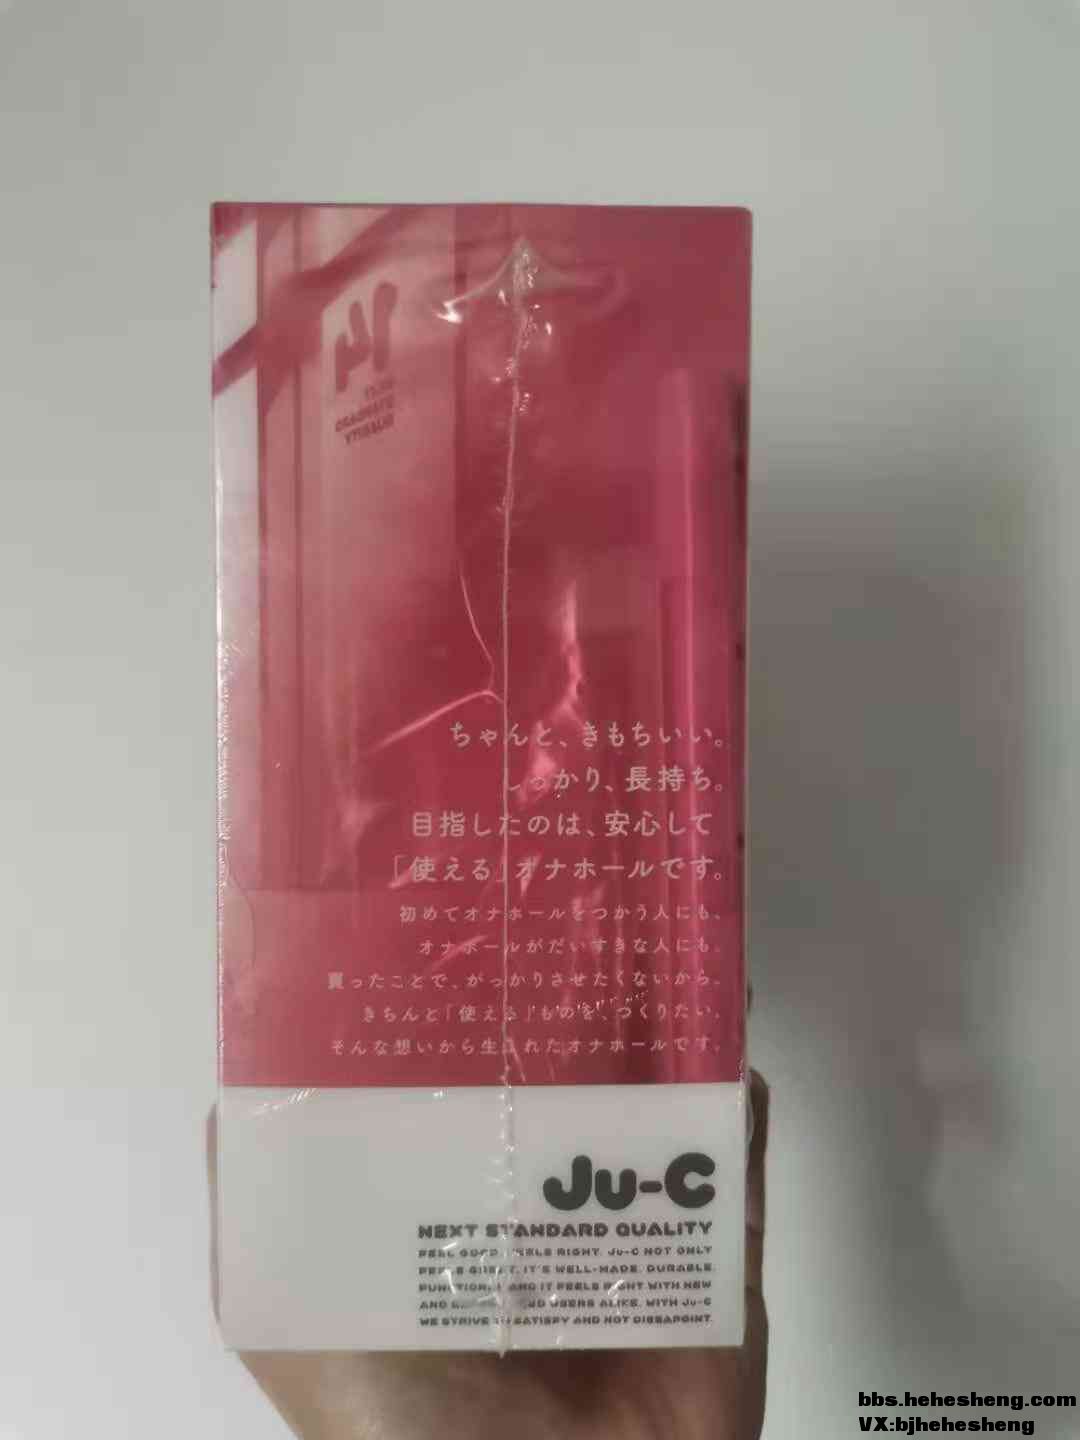 ちゃんと、きもちいい。
しっかり、長持ち。
目指したのは、安心して
「使える」オナホールです。
初めてオナホールをつかう人にも、
オナホールがだいすきな人にも。
買ったことで、がっかりさせたくないから。
きちんと「使える」ものを、つくりたい。
そんな想いから生まれたオナホールです。
Ju-C
NEXT STANDARD QUALITY
FEEL GOOD, FEELS RIGHT. Ju-C NOT ONLY
FEELS GREAT, IT'S WELL-MADE, DURABLE,
FUNCTIONAL AND IT FEELS RIGHT WITH NEW
AND USERS ALIKE. WITH Ju-C
WE STRIVE TO SATISFY AND NOT DISSAPOINT.
bbs.hehesheng.com
VX:bjhehesheng